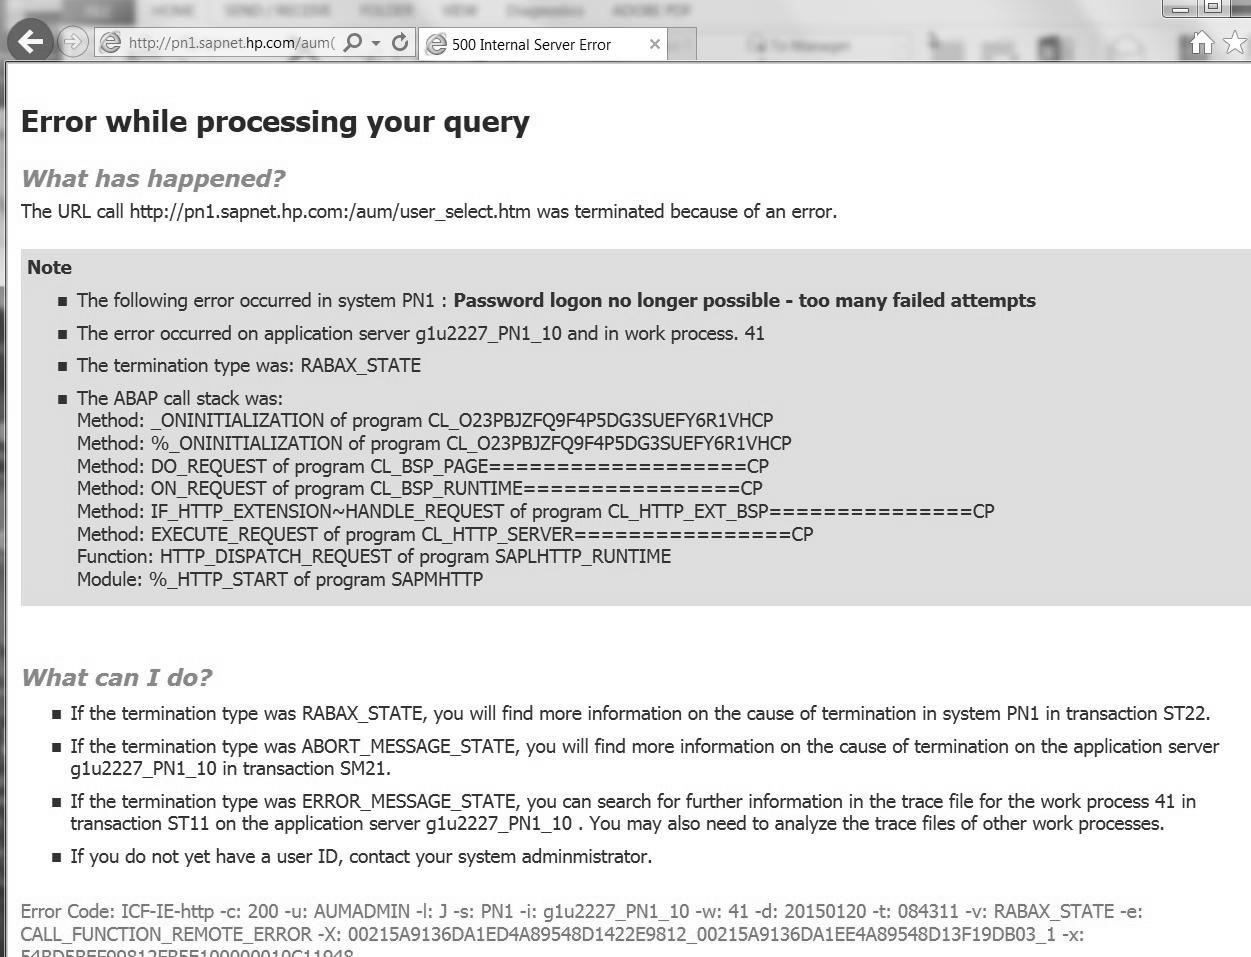 FILE HOME SEND / RECEIVE FOLDER VIEW Diagnostics ADOBE PDF
http://pn1.sapnet.hp.com/aum(
500 Internal Server Error
To Manager
Error while processing your query
What has happened?
The URL call http://pn1.sapnet.hp.com:/aum/user_select.htm was terminated because of an error.
Note
The following error occurred in system PN1 : Password logon no longer possible - too many failed attempts
The error occurred on application server g1u2227_PN1_10 and in work process. 41
The termination type was: RABAX_STATE
The ABAP call stack was:
Method: _ONINITIALIZATION of program CL_O23PBJZFQ9F4P5DG3SUEFY6R1VHCP
Method: %_ONINITIALIZATION of program CL_O23PBJZFQ9F4P5DG3SUEFY6R1VHCP
Method: DO_REQUEST of program CL_BSP_PAGE===================CP
Method: ON_REQUEST of program CL_BSP_RUNTIME================CP
Method: IF_HTTP_EXTENSION~HANDLE_REQUEST of program CL_HTTP_EXT_BSP===============CP
Method: EXECUTE_REQUEST of program CL_HTTP_SERVER================CP
Function: HTTP_DISPATCH_REQUEST of program SAPLHTTP_RUNTIME
Module: %_HTTP_START of program SAPMHTTP
What can I do?
If the termination type was RABAX_STATE, you will find more information on the cause of termination in system PN1 in transaction ST22.
If the termination type was ABORT_MESSAGE_STATE, you will find more information on the cause of termination on the application server
g1u2227_PN1_10 in transaction SM21.
If the termination type was ERROR_MESSAGE_STATE, you can search for further information in the trace file for the work process 41 in
transaction ST11 on the application server g1u2227_PN1_10 . You may also need to analyze the trace files of other work processes.
If you do not yet have a user ID, contact your system adminmistrator.
Error Code: ICF-IE-http -c: 200 -u: AUMADMIN -l: J -s: PN1 -i: g1u2227_PN1_10 -w: 41 -d: 20150120 -t: 084311 -v: RABAX_STATE -e:
CALL_FUNCTION_REMOTE_ERROR -X: 00215A9136DA1ED4A89548D1422E9812_00215A9136DA1EE4A89548D13F19DB03_1 -x: